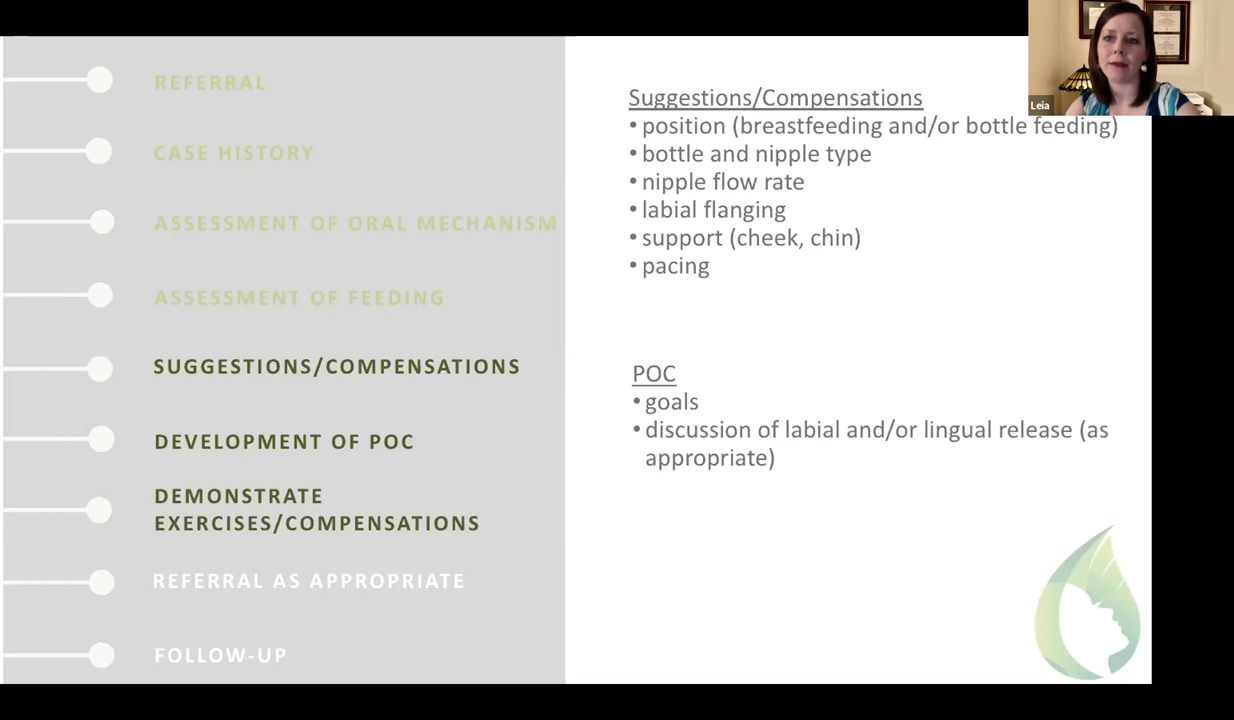 REFERRAL
CASE HISTORY
ASSESSMENT OF ORAL MECHANISM
ASSESSMENT OF FEEDING
SUGGESTIONS/COMPENSATIONS
DEVELOPMENT OF POC
DEMONSTRATE
EXERCISES/COMPENSATIONS
REFERRAL AS APPROPRIATE
FOLLOW-UP
Suggestions/Compensations
• position (breastfeeding and/or bottle feeding)
• bottle and nipple type
• nipple flow rate
• labial flanging
• support (cheek, chin)
• pacing
POC
• goals
• discussion of labial and/or lingual release (as
appropriate)
Leia